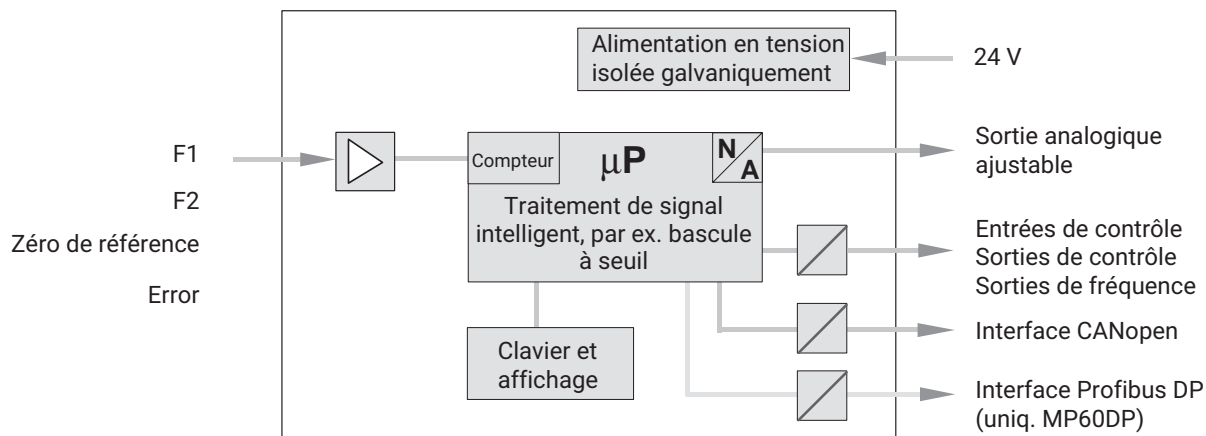 Alimentation en tension
isolée galvaniquement
24 V
F1
F2
Zéro de référence
Error
Compteur
µP
N
A
Traitement de signal
intelligent, par ex. bascule
à seuil
Clavier et
affichage
Sortie analogique
ajustable
Entrées de contrôle
Sorties de contrôle
Sorties de fréquence
Interface CANopen
Interface Profibus DP
(uniq. MP60DP)